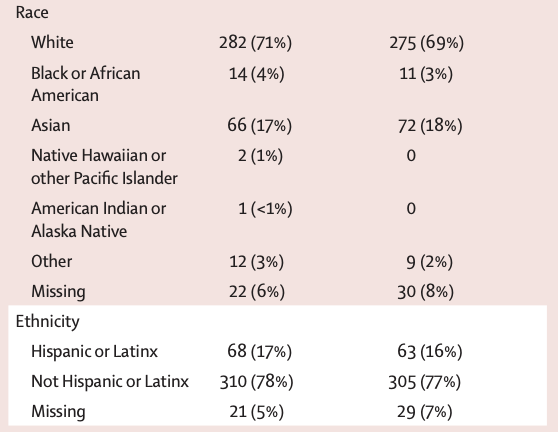 Race
White 282 (71%) 275 (69%)
Black or African 14 (4%) 11 (3%)
American
Asian 66 (17%) 72 (18%)
Native Hawaiian or 2 (1%) 0
other Pacific Islander
American Indian or 1 (<1%) 0
Alaska Native
Other 12 (3%) 9 (2%)
Missing 22 (6%) 30 (8%)
Ethnicity
Hispanic or Latinx 68 (17%) 63 (16%)
Not Hispanic or Latinx 310 (78%) 305 (77%)
Missing 21 (5%) 29 (7%)